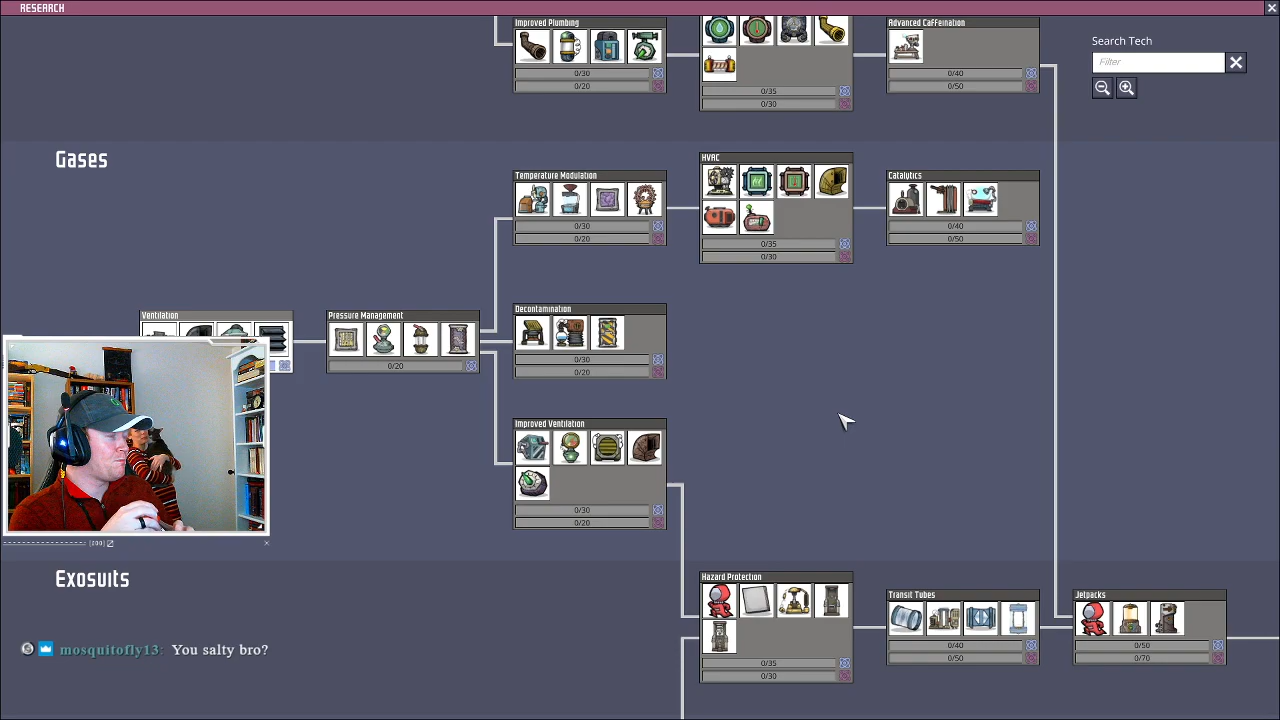 RESEARCH
Improved Plumbing
0/30
0/20
0/35
0/30
Advanced Caffeination
0/40
0/50
Search Tech
Filter
Gases
Temperature Modulation
0/30
0/20
HVAC
0/35
0/30
Catalytics
0/40
0/50
Ventilation
Pressure Management
0/20
Decontamination
0/30
0/20
Improved Ventilation
0/30
0/20
Exosuits
Hazard Protection
0/35
0/30
Transit Tubes
0/40
0/50
Jetpacks
0/50
0/70
mosquitofly13: You salty bro?